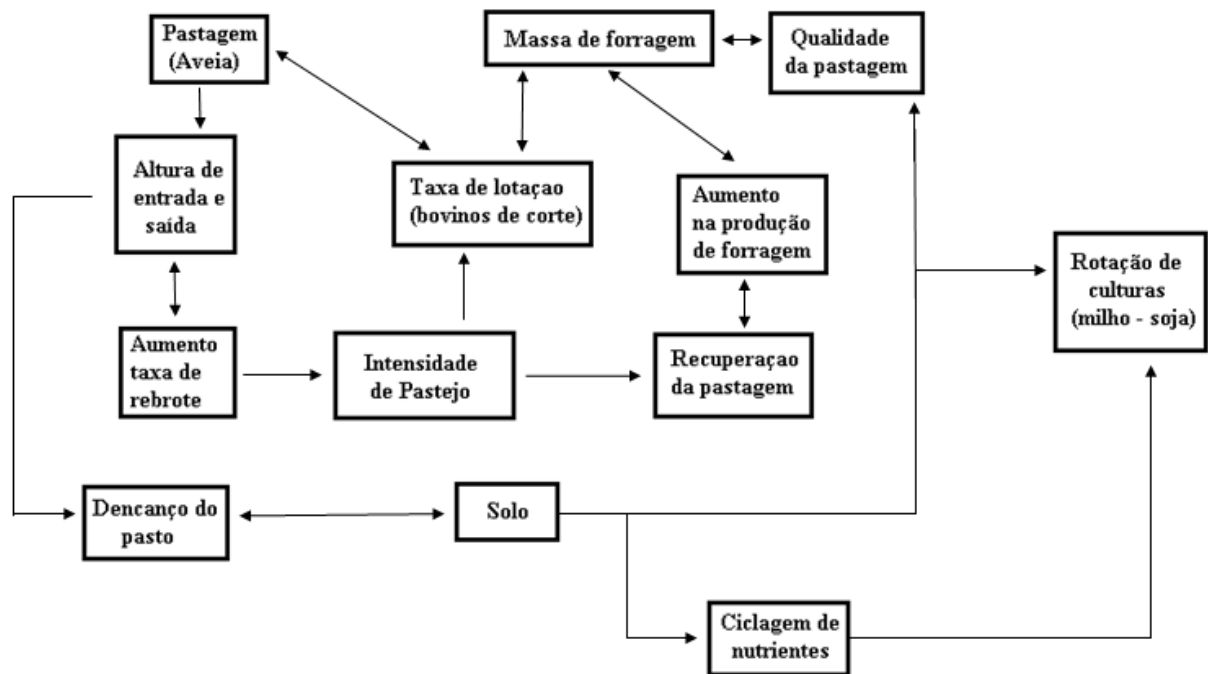 Pastagem
(Aveia)
Massa de forragem
Qualidade
da pastagem
Altura de
entrada e
saída
Taxa de lotaçao
(bovinos de corte)
Aumento
na produção
de forragem
Rotação de
culturas
(milho - soja)
Aumento
taxa de
rebrote
Intensidade
de Pastejo
Recuperaçao
da pastagem
Dencanço do
pasto
Solo
Ciclagem de
nutrientes